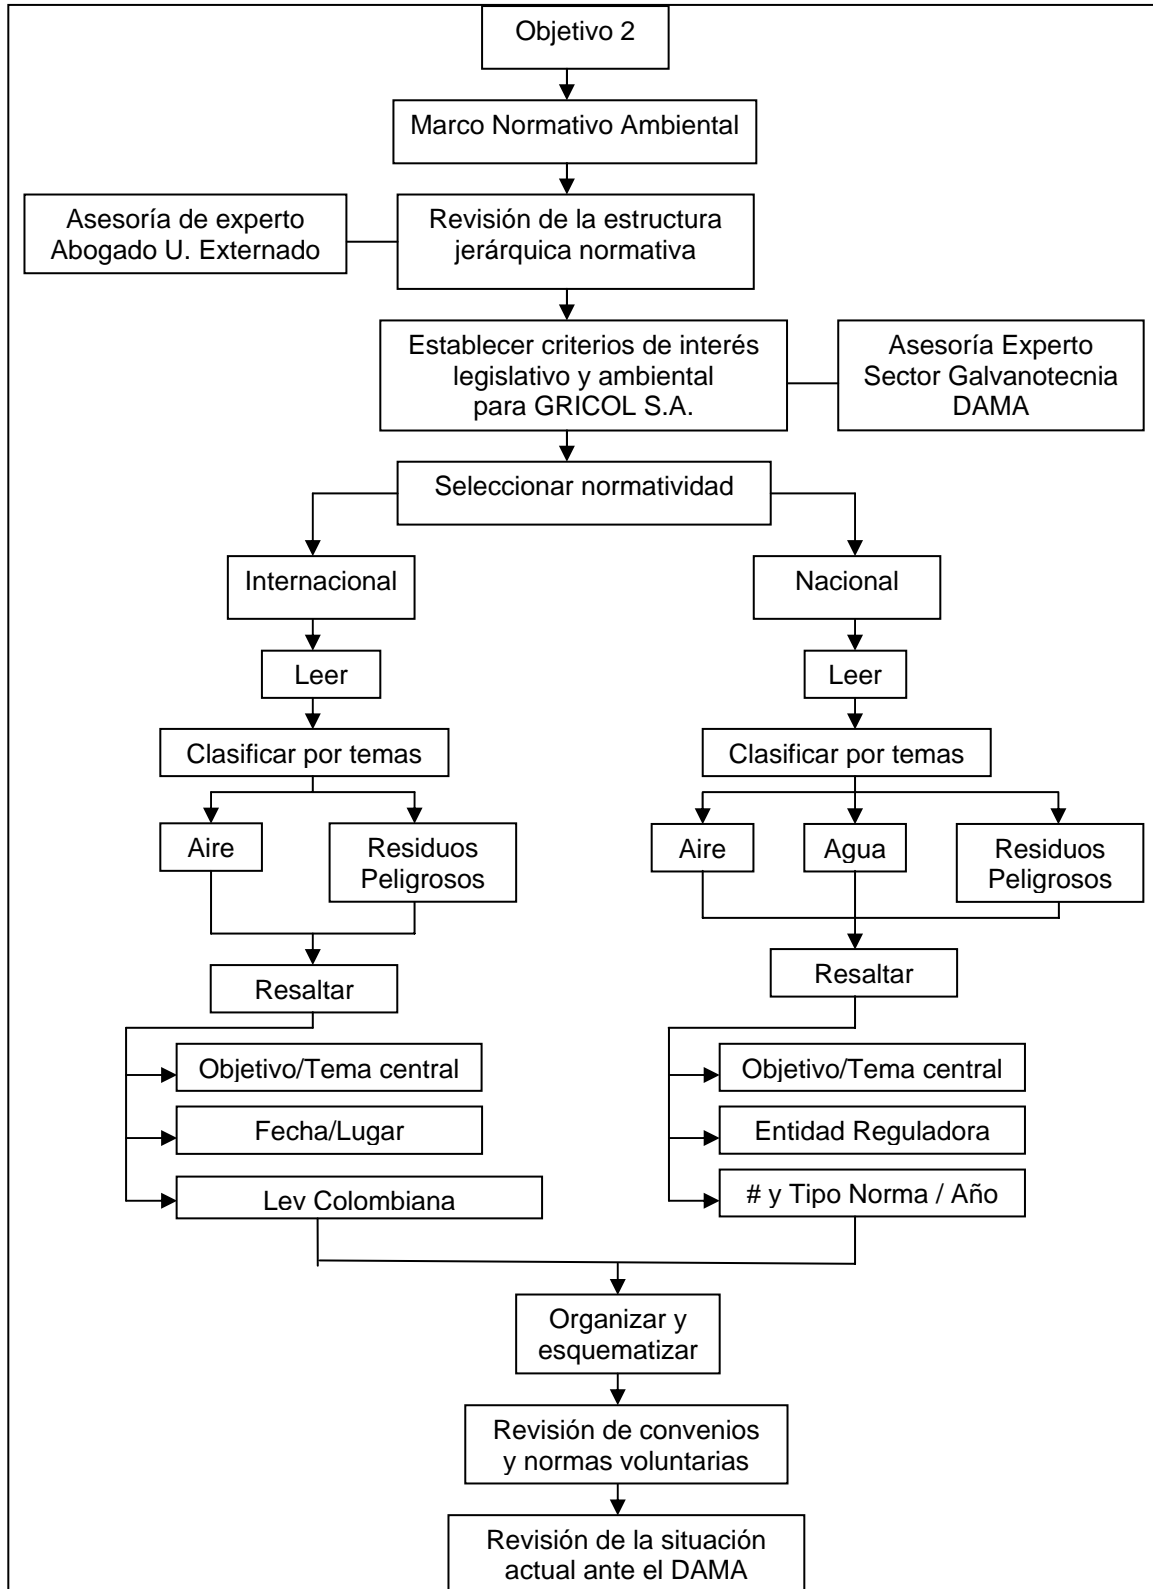 Objetivo 2
Marco Normativo Ambiental
Asesoría de experto
Abogado U. Externado
Revisión de la estructura
jerárquica normativa
Establecer criterios de interés
legislativo y ambiental
para GRICOL S.A.
Asesoría Experto
Sector Galvanotecnia
DAMA
Seleccionar normatividad
Internacional
Nacional
Leer
Leer
Clasificar por temas
Clasificar por temas
Aire
Residuos
Peligrosos
Aire
Agua
Residuos
Peligrosos
Resaltar
Resaltar
Objetivo/Tema central
Objetivo/Tema central
Fecha/Lugar
Entidad Reguladora
Ley Colombiana
# y Tipo Norma / Año
Organizar y
esquematizar
Revisión de convenios
y normas voluntarias
Revisión de la situación
actual ante el DAMA